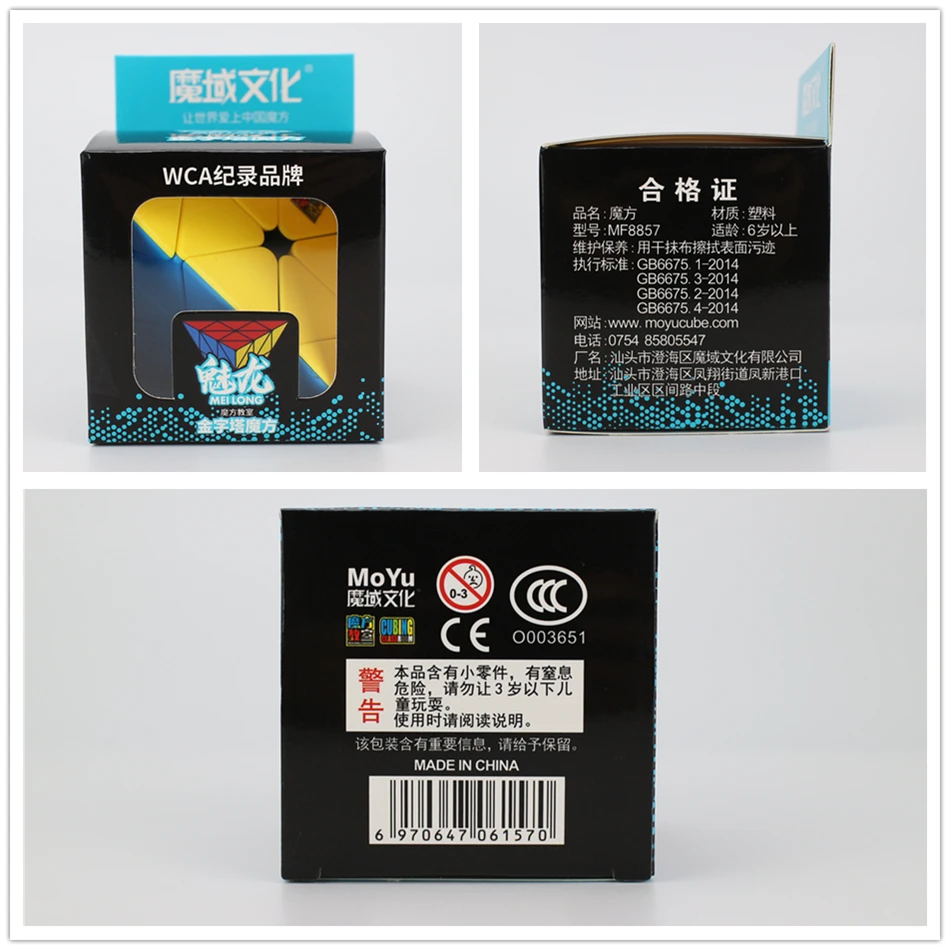 魔域文化®
让世界爱上中国魔方
WCA纪录品牌
魅龙
MEI LONG
魔方教室
金字塔魔方
文化
合格证
品名:魔方 材质:塑料
型号:MF8857 适龄:6岁以上
维护保养:用干抹布擦拭表面污迹
执行标准:GB6675.1-2014
GB6675.3-2014
GB6675.2-2014
GB6675.4-2014
网站:www.moyucube.com
电话:0754 85805547
厂名:汕头市澄海区魔域文化有限公司
地址:汕头市澄海区凤翔街道凤新港口
工业区区间路中段
MoYu
魔域文化
魔方教室
CUBING CLASSROOM
0-3
CE
CCC
O003651
警告
本品含有小零件，有窒息
危险，请勿让3岁以下儿
童玩耍。
使用时请阅读说明。
该包装含有重要信息，请给予保留。
MADE IN CHINA
6 970647 061570